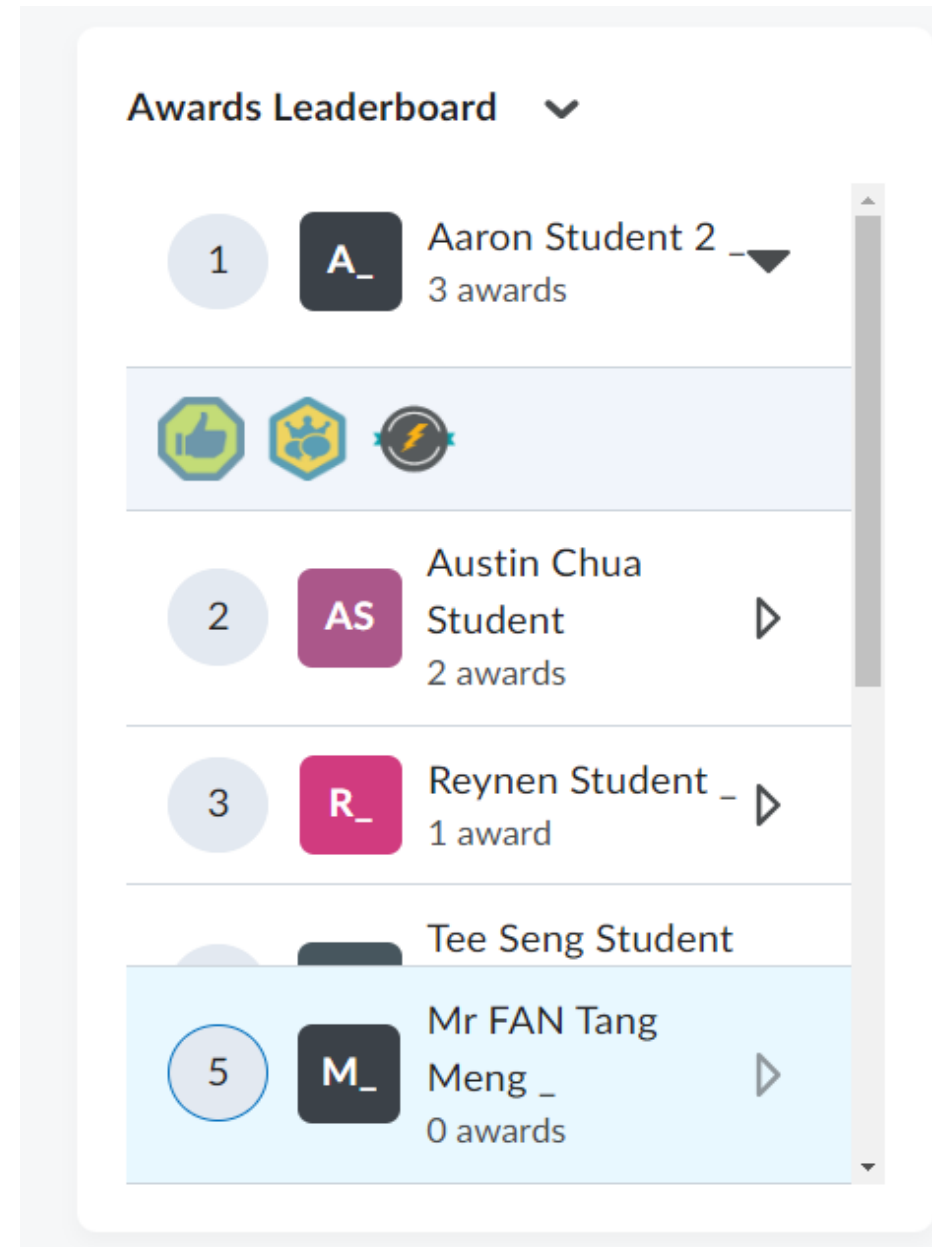 Awards Leaderboard
1
A_
Aaron Student 2 _
3 awards
2
AS
Austin Chua
Student
2 awards
3
R_
Reynen Student _
1 award
Tee Seng Student
5
M_
Mr FAN Tang
Meng _
0 awards